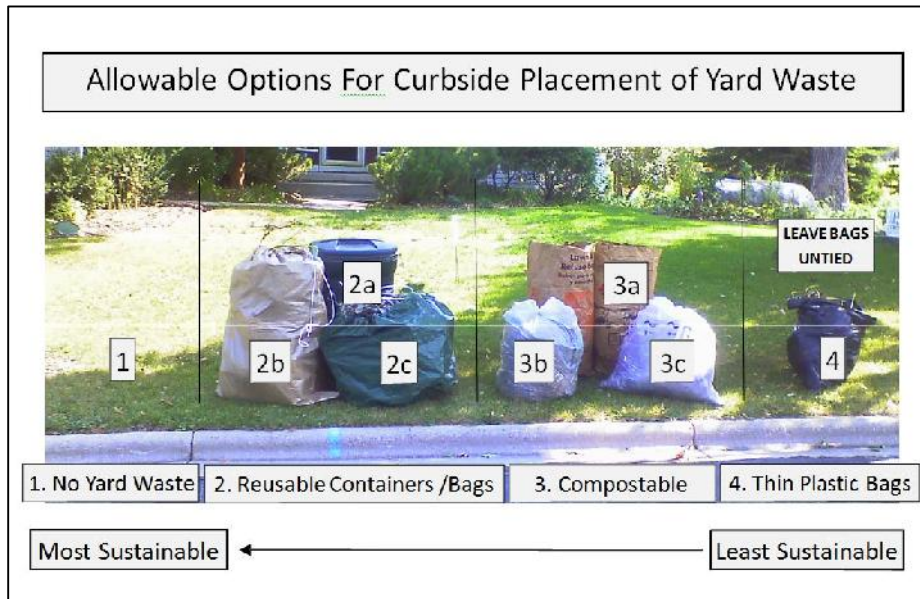 Allowable Options For Curbside Placement of Yard Waste
LEAVE BAGS
UNTIED
2a
3a
1
2b
2c
3b
3c
4
1. No Yard Waste
2. Reusable Containers /Bags
3. Compostable
4. Thin Plastic Bags
Most Sustainable
Least Sustainable